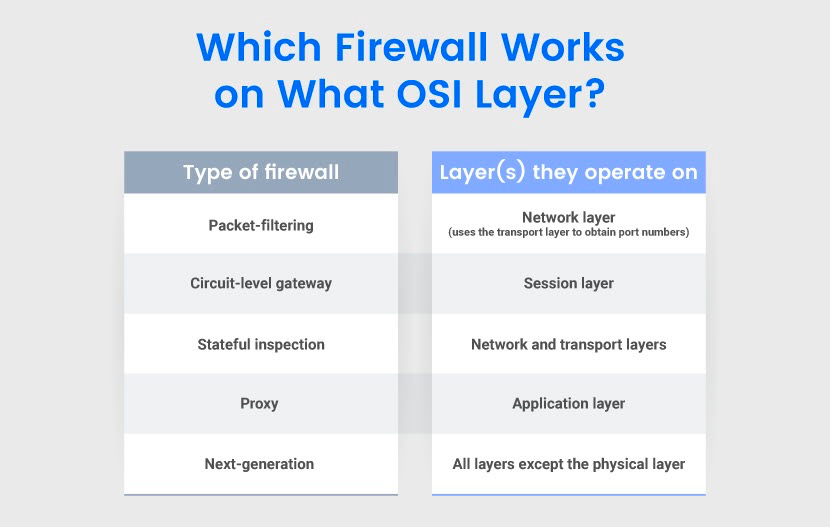 Which Firewall Works
on What OSI Layer?
Type of firewall
Layer(s) they operate on
Packet-filtering
Network layer
(uses the transport layer to obtain port numbers)
Circuit-level gateway
Session layer
Stateful inspection
Network and transport layers
Proxy
Application layer
Next-generation
All layers except the physical layer